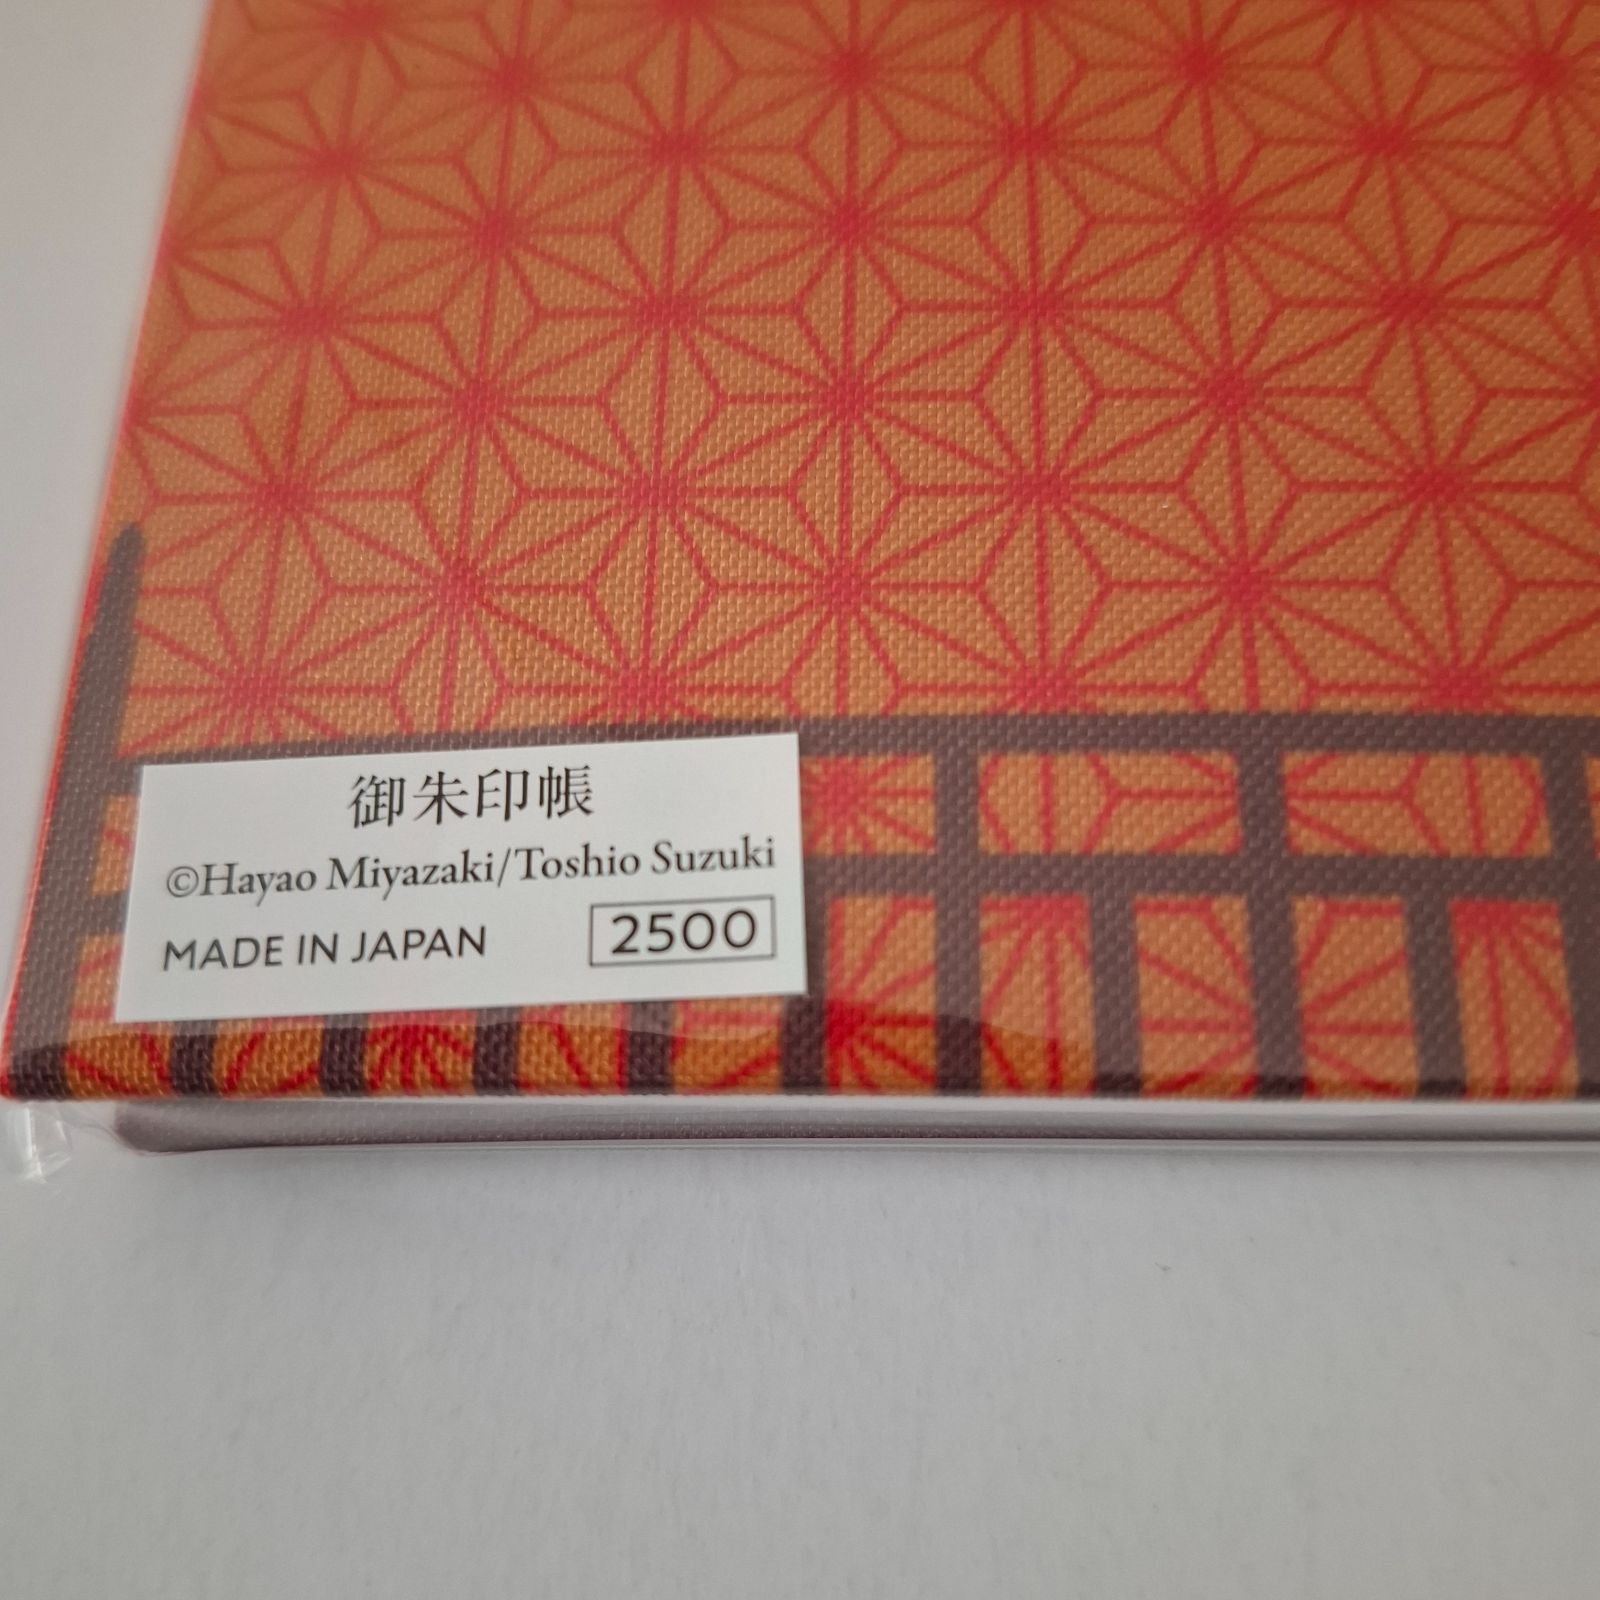 御朱印帳
©Hayao Miyazaki/Toshio Suzuki
MADE IN JAPAN 2500